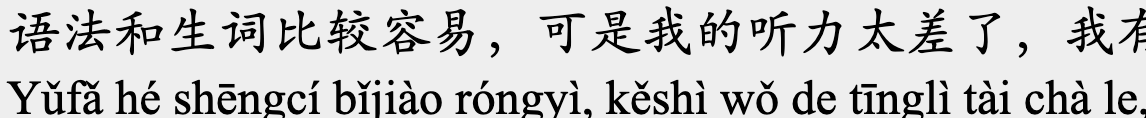 语法和生词比较容易，可是我的听力太差了，我有
Yǔfǎ hé shēngcí bǐjiào róngyì, kěshì wǒ de tīnglì tài chà le,